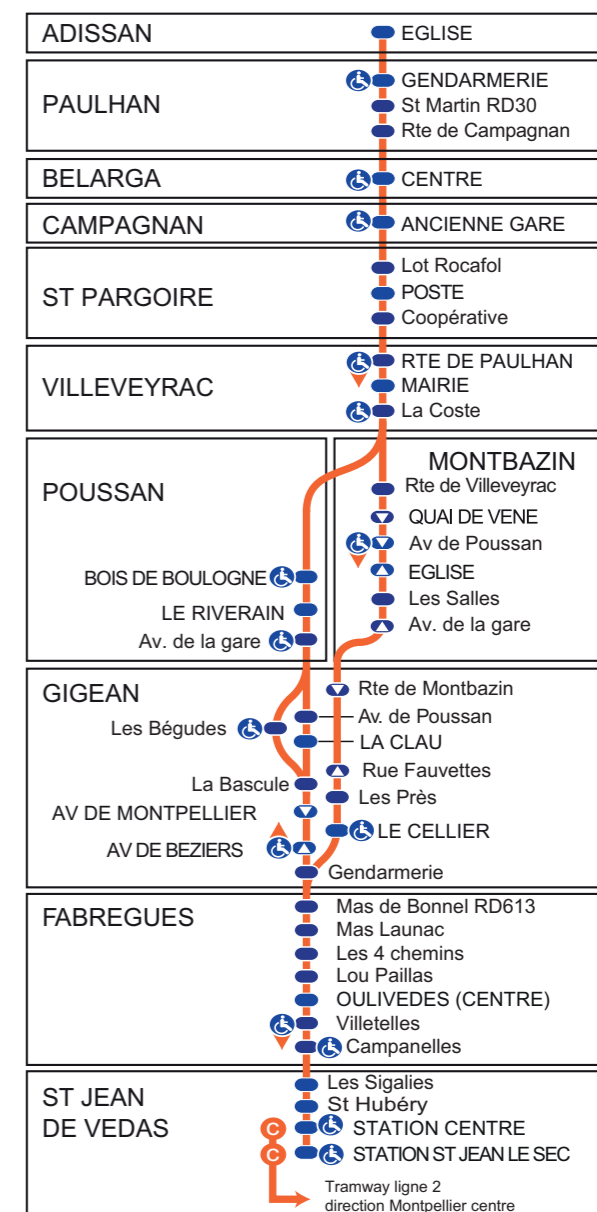 ADISSAN
EGLISE
PAULHAN
GENDARMERIE
St Martin RD30
Rte de Campagnan
BELARGA
CENTRE
CAMPAGNAN
ANCIENNE GARE
ST PARGOIRE
Lot Rocafol
POSTE
Coopérative
VILLEVEYRAC
RTE DE PAULHAN
MAIRIE
La Coste
POUSSAN
BOIS DE BOULOGNE
LE RIVERAIN
Av. de la gare
MONTBAZIN
Rte de Villeveyrac
QUAI DE VENE
Av de Poussan
EGLISE
Les Salles
Av. de la gare
GIGEAN
Rte de Montbazin
Av. de Poussan
Les Bégudes
LA CLAU
Rue Fauvettes
La Bascule
Les Près
AV DE MONTPELLIER
LE CELLIER
AV DE BEZIERS
Gendarmerie
FABREGUES
Mas de Bonnel RD613
Mas Launac
Les 4 chemins
Lou Paillas
OULIVEDES (CENTRE)
Villetelles
Campanelles
ST JEAN
DE VEDAS
Les Sigalies
St Hubéry
C STATION CENTRE
C STATION ST JEAN LE SEC
Tramway ligne 2
direction Montpellier centre